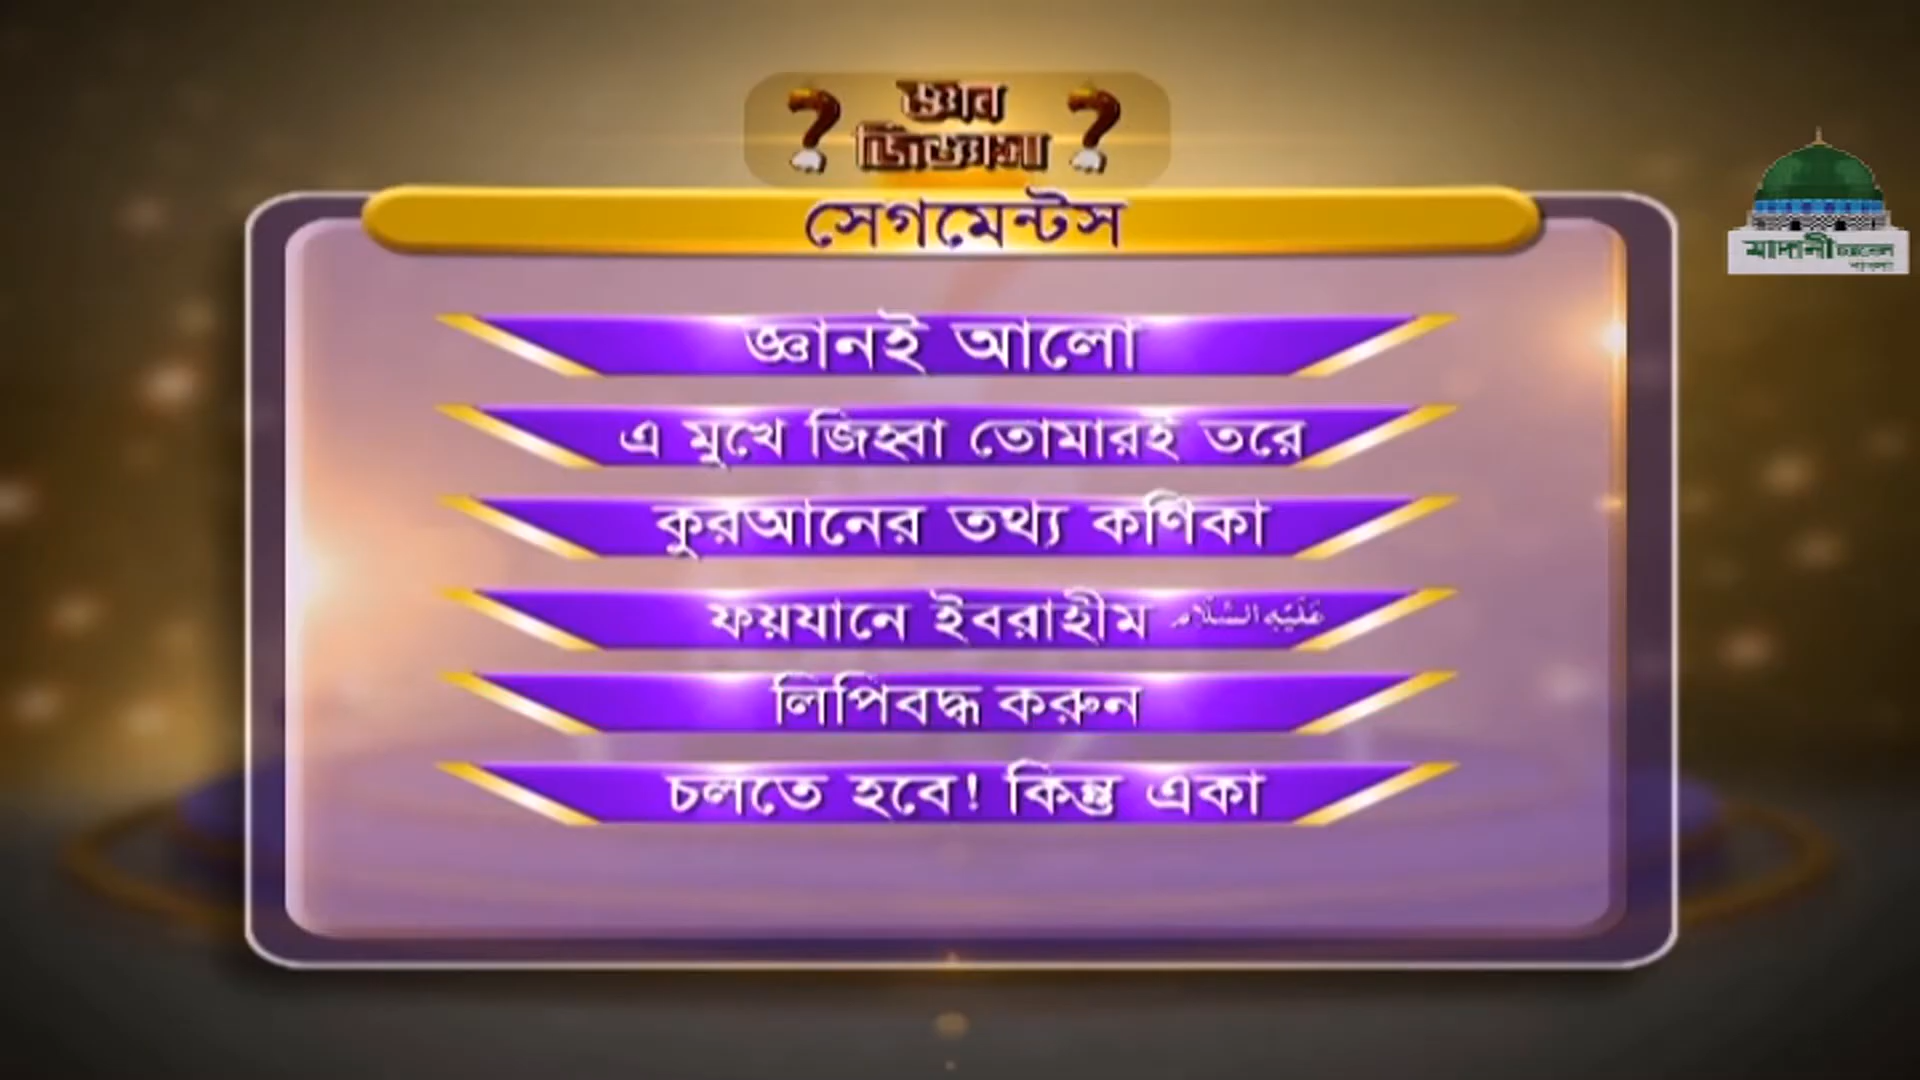 জ্ঞান
জিজ্ঞাসা
সেগমেন্টস
জ্ঞানই আলো
এ মুখে জিহ্বা তোমারই তরে
কুরআনের তথ্য কণিকা
ফয়যানে ইবরাহীম عَلَيْهِ السَّلَام
লিপিবদ্ধ করুন
চলতে হবে! কিন্তু একা
মাদানী চ্যানেল
বাংলা